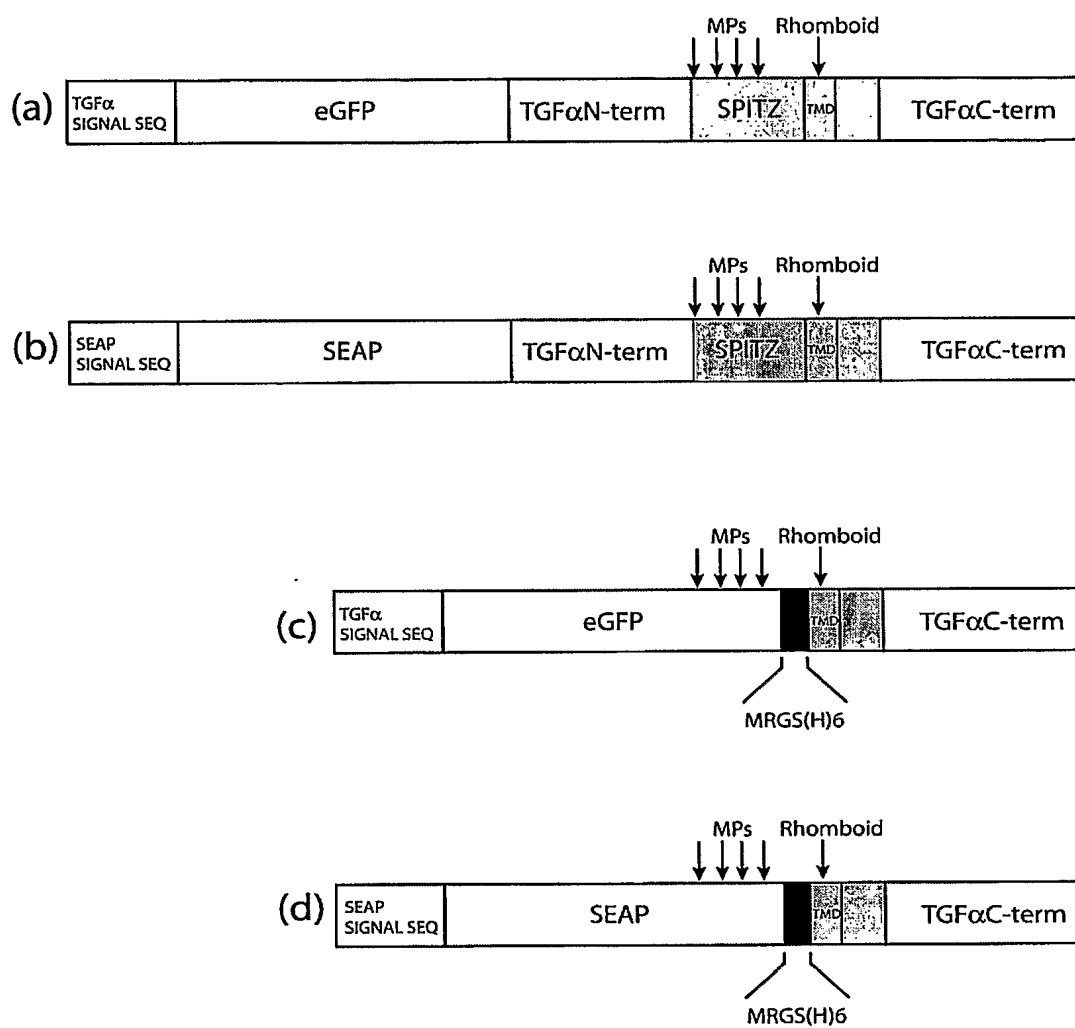 MPs Rhomboid
(a) TGFα SIGNAL SEQ eGFP TGFαN-term SPITZ TMD TGFαC-term
MPs Rhomboid
(b) SEAP SIGNAL SEQ SEAP TGFαN-term SPITZ TMD TGFαC-term
MPs Rhomboid
(c) TGFα SIGNAL SEQ eGFP TMD TGFαC-term
MRGS(H)6
MPs Rhomboid
(d) SEAP SIGNAL SEQ SEAP TMD TGFαC-term
MRGS(H)6